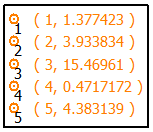 1 ( 1, 1.377423 )
2 ( 2, 3.933834 )
3 ( 3, 15.46961 )
4 ( 4, 0.4717172 )
5 ( 5, 4.383139 )